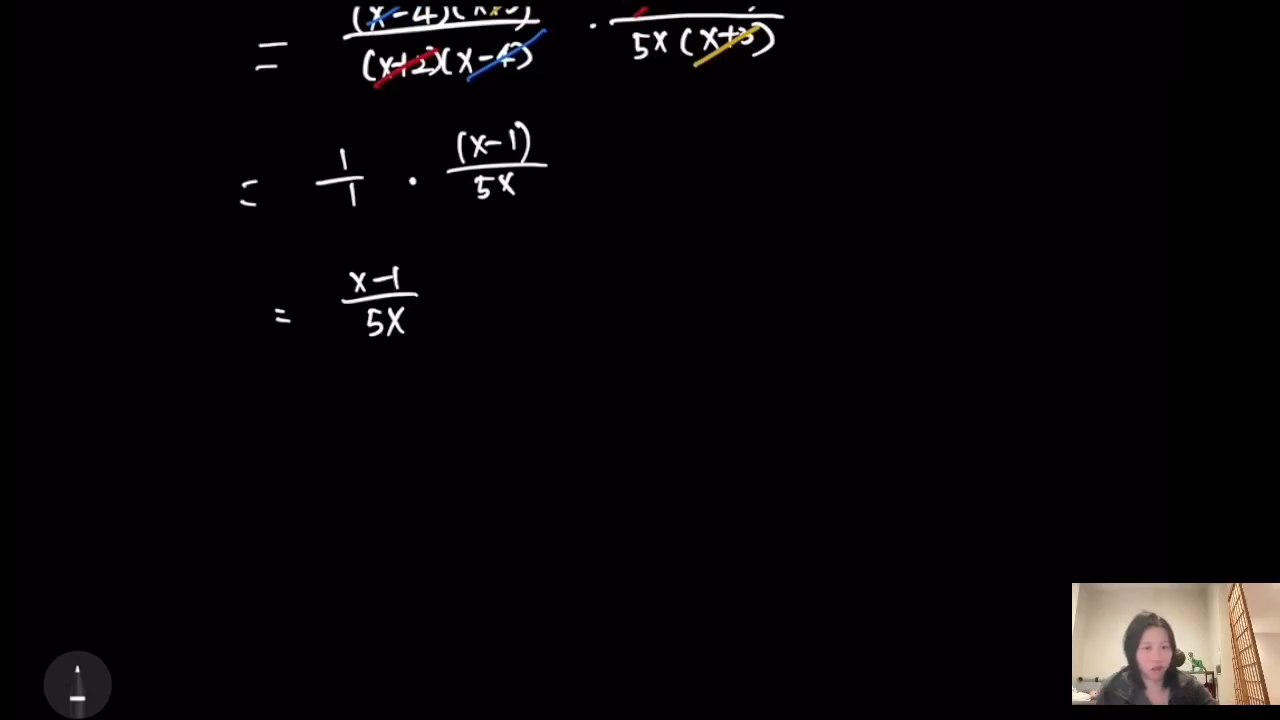 = (x-4)(x+3) / (x+2)(x-4) · / 5x(x+3)
= 1/1 · (x-1)/5x
= x-1/5x